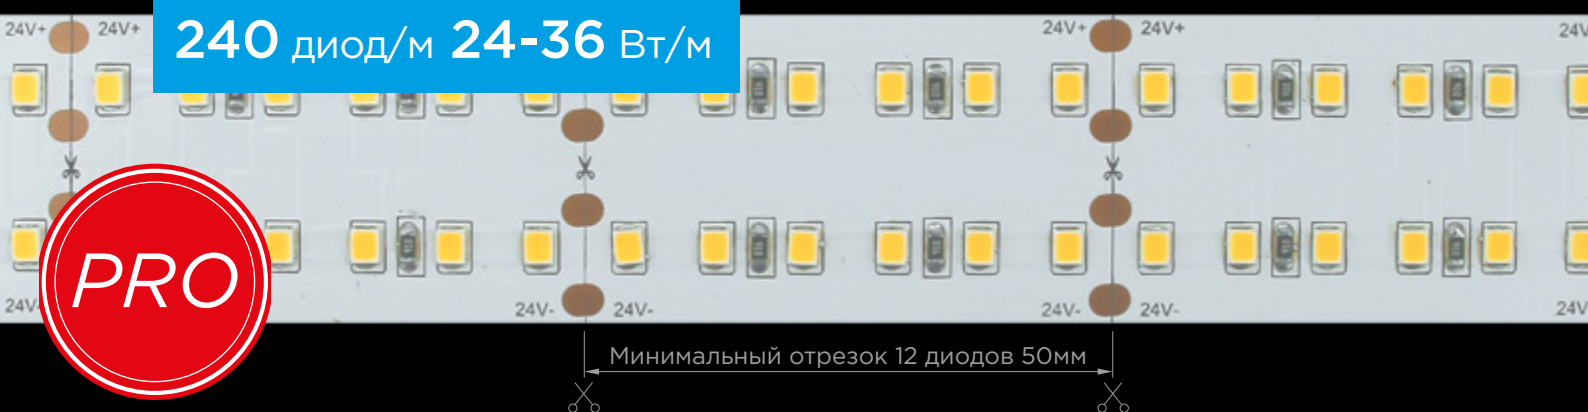 24V+ 24V+ 24V+ 24V+ 24V
240 диод/м 24-36 Вт/м
PRO
24V- 24V- 24V- 24V- 24V- 24V
Минимальный отрезок 12 диодов 50мм